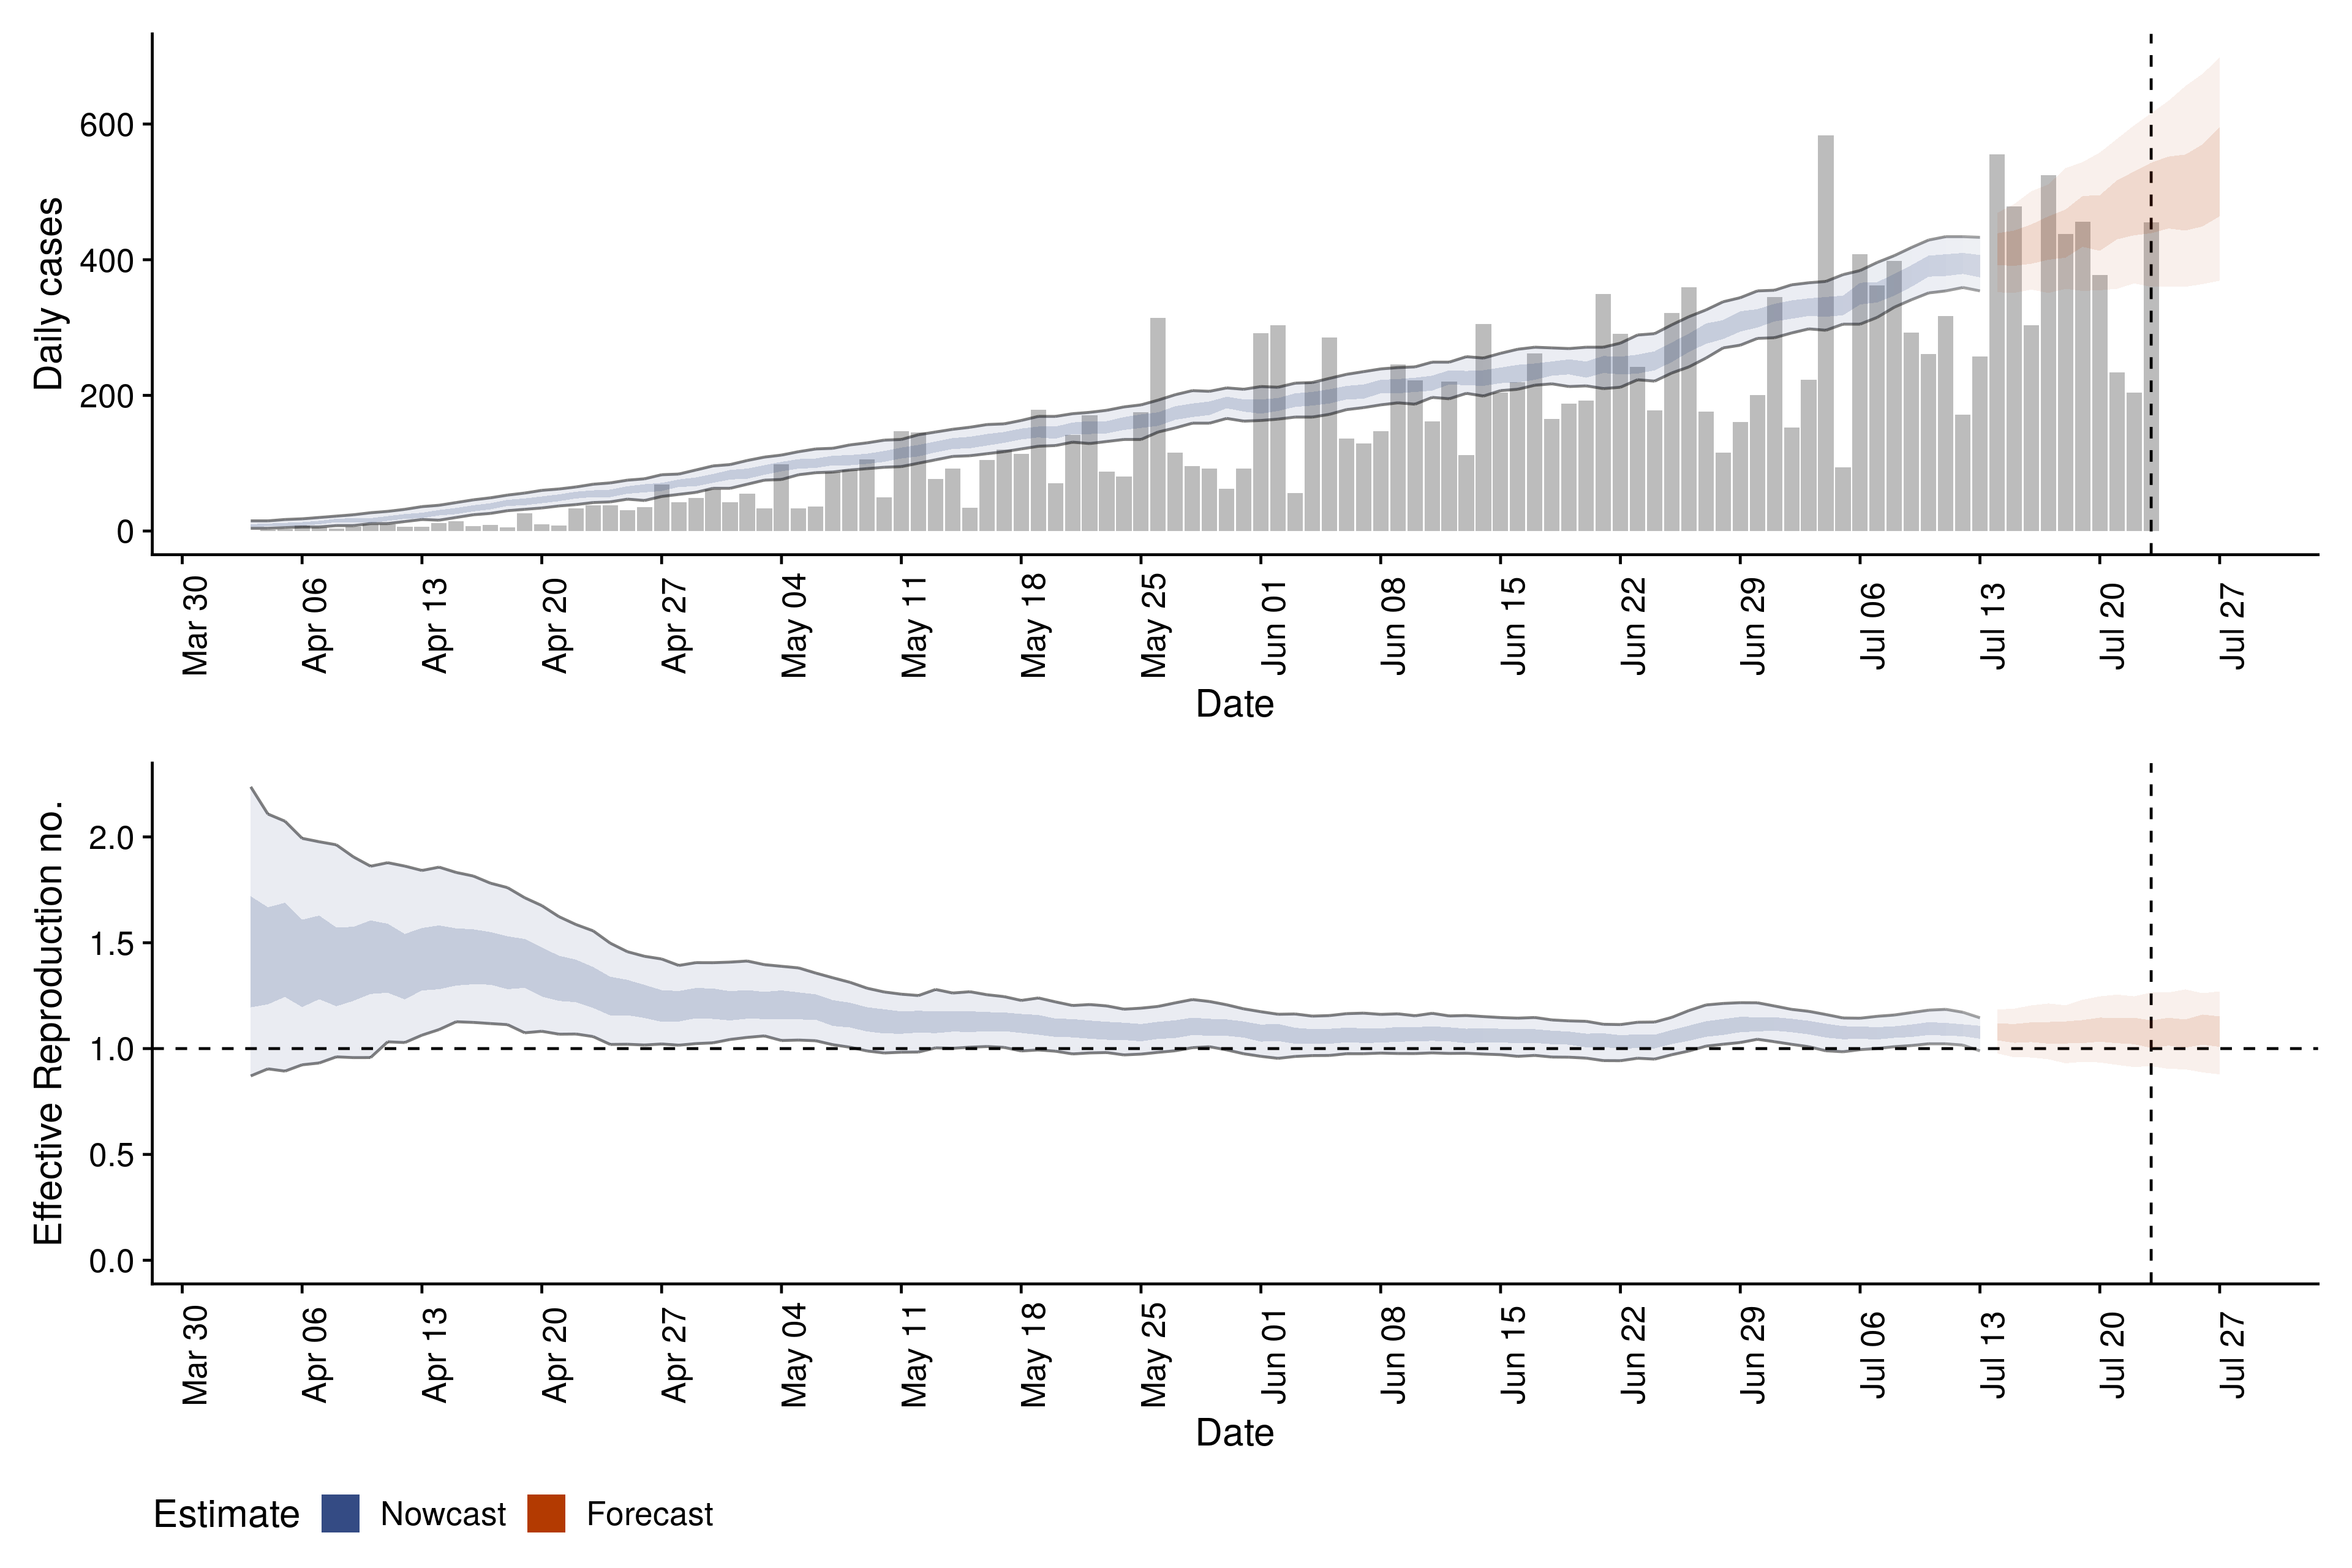 Daily cases
600
400
200
0
Mar 30
Apr 06
Apr 13
Apr 20
Apr 27
May 04
May 11
May 18
May 25
Jun 01
Jun 08
Jun 15
Jun 22
Jun 29
Jul 06
Jul 13
Jul 20
Jul 27
Date
Effective Reproduction no.
2.0
1.5
1.0
0.5
0.0
Mar 30
Apr 06
Apr 13
Apr 20
Apr 27
May 04
May 11
May 18
May 25
Jun 01
Jun 08
Jun 15
Jun 22
Jun 29
Jul 06
Jul 13
Jul 20
Jul 27
Date
Estimate Nowcast Forecast